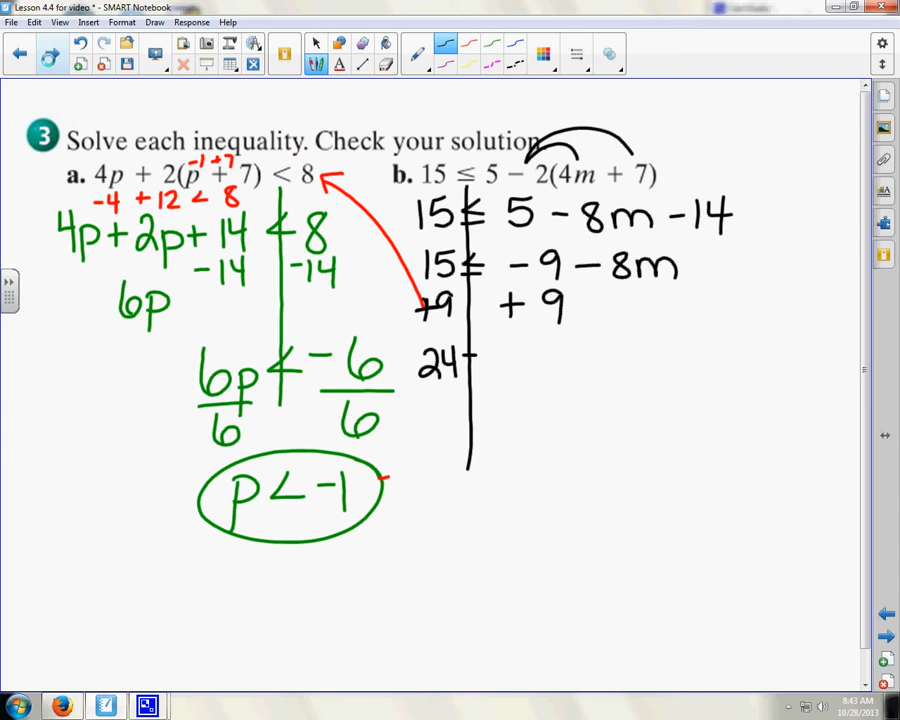 Lesson 4.4 for video * - SMART Notebook
File Edit View Insert Format Draw Response Help
3 Solve each inequality. Check your solution.
-1 +7
a. 4p + 2(p + 7) < 8
b. 15 ≤ 5 − 2(4m + 7)
-4 + 12 < 8
4p + 2p + 14 < 8
15 ≤ 5 - 8m - 14
-14 -14
15 ≤ -9 - 8m
6p
+9 + 9
24
6p < -6
6 6
p < -1
8:43 AM
10/28/2013